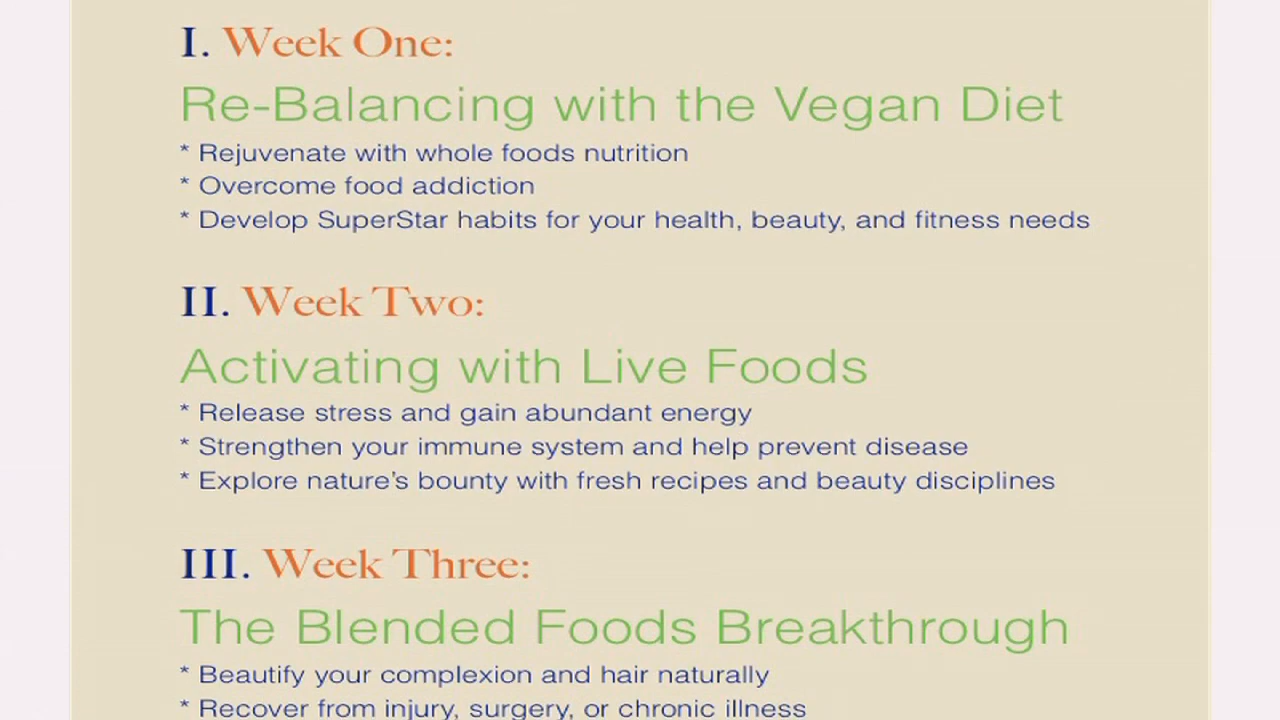 I. Week One:
Re-Balancing with the Vegan Diet
* Rejuvenate with whole foods nutrition
* Overcome food addiction
* Develop SuperStar habits for your health, beauty, and fitness needs
II. Week Two:
Activating with Live Foods
* Release stress and gain abundant energy
* Strengthen your immune system and help prevent disease
* Explore nature’s bounty with fresh recipes and beauty disciplines
III. Week Three:
The Blended Foods Breakthrough
* Beautify your complexion and hair naturally
* Recover from injury, surgery, or chronic illness